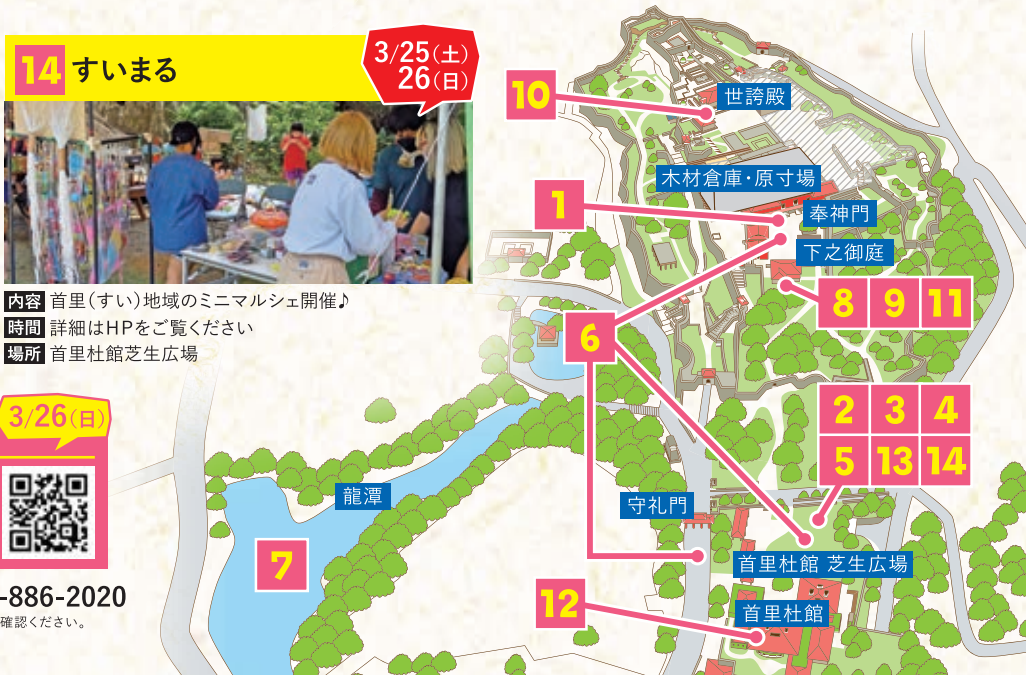 14 すいまる
3/25(土)
26(日)
内容 首里(すい)地域のミニマルシェ開催♪
時間 詳細はHPをご覧ください
場所 首里杜館芝生広場
3/26(日)
-886-2020
確認ください。
10
世誇殿
木材倉庫・原寸場
1
奉神門
下之御庭
8 9 11
6
2 3 4
5 13 14
龍潭
守礼門
7
首里杜館 芝生広場
12
首里杜館